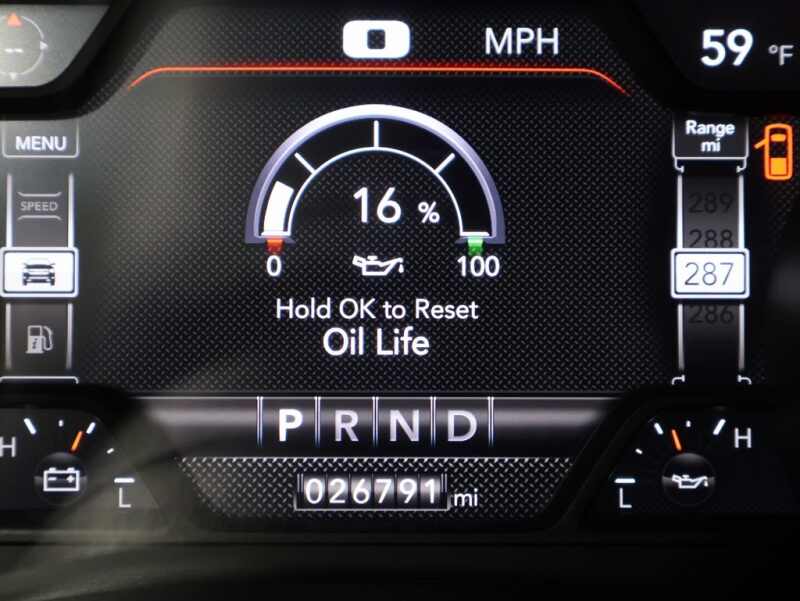 0 MPH
59 °F
--
MENU
Range
mi
SPEED
289
288
287
286
16 %
0
100
Hold OK to Reset
Oil Life
P R N D
H
L
026791 mi
H
L